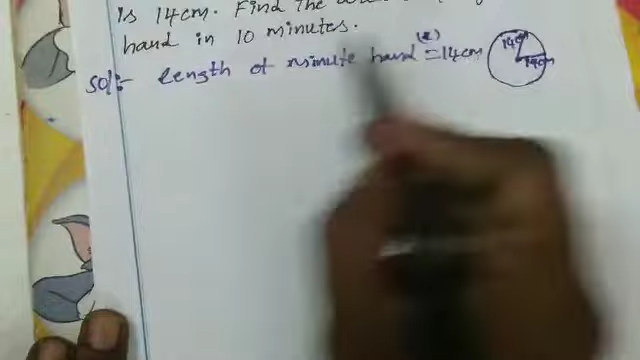 is 14cm. Find the
hand in 10 minutes.
(r)
Sol:- length of minute hand = 14cm
14cm
14cm